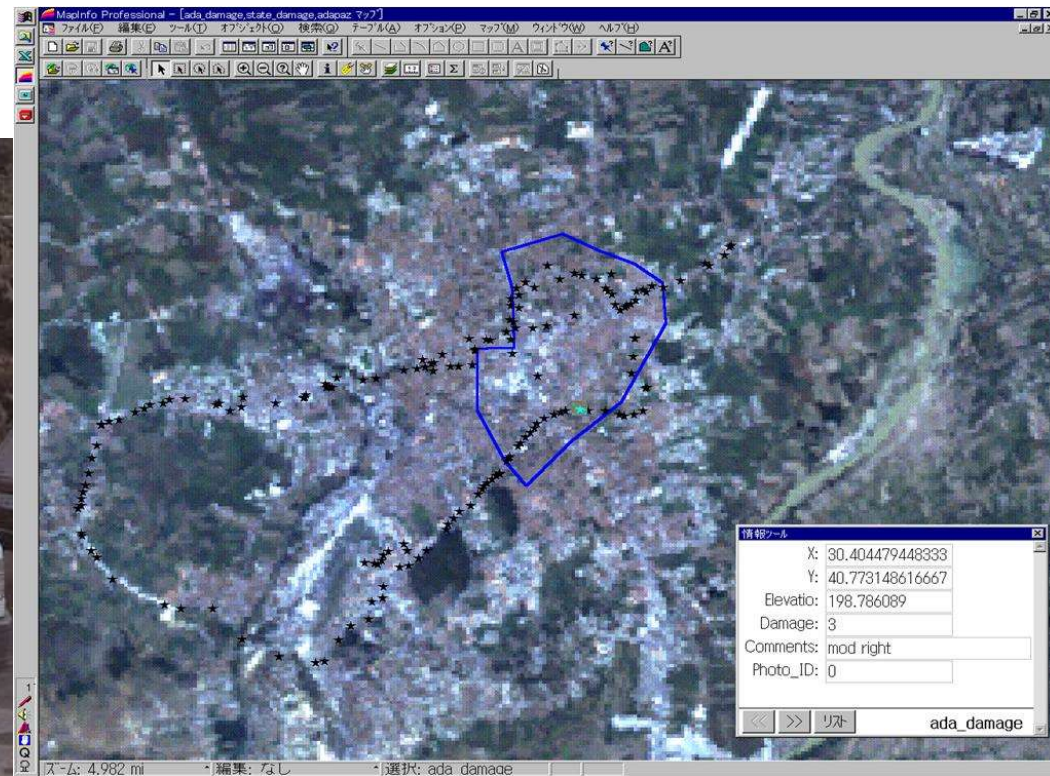 MapInfo Professional - [ada_damage,state_damage,adapaz マップ]
ファイル(F) 編集(E) ツール(T) オブジェクト(O) 検索(Q) テーブル(A) オプション(P) マップ(M) ウィンドウ(W) ヘルプ(H)
情報ツール
X: 30.404479448333
Y: 40.773148616667
Elevatio: 198.786089
Damage: 3
Comments: mod right
Photo_ID: 0
<< >> リスト ada_damage
ズーム: 4.982 mi 編集: なし 選択: ada_damage